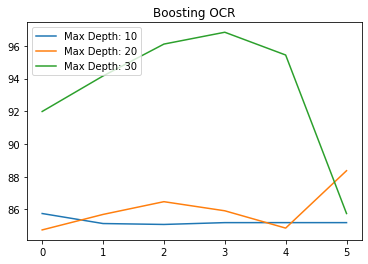 Boosting OCR
Max Depth: 10
Max Depth: 20
Max Depth: 30
96
94
92
90
88
86
0 1 2 3 4 5